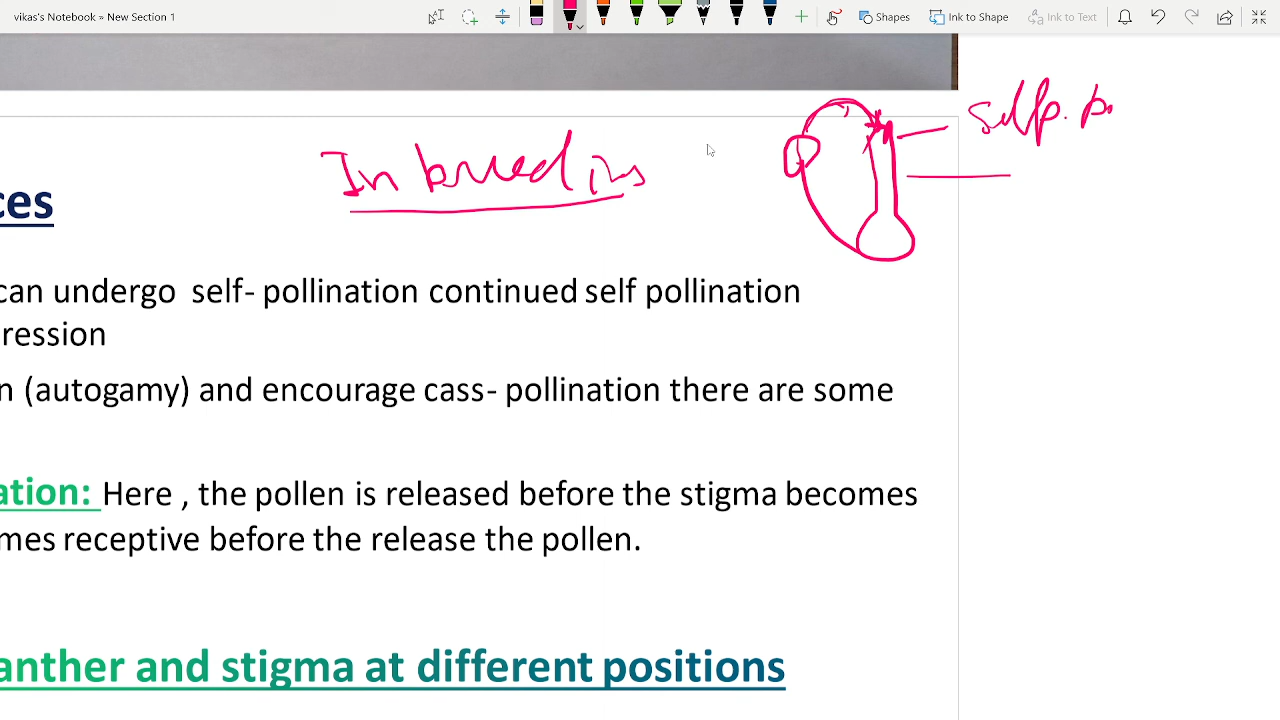 vikas's Notebook » New Section 1
Shapes
Ink to Shape
Ink to Text
Inbreeding
Self p. p.
ces
can undergo self- pollination continued self pollination
ression
n (autogamy) and encourage cass- pollination there are some
ation: Here , the pollen is released before the stigma becomes
mes receptive before the release the pollen.
anther and stigma at different positions